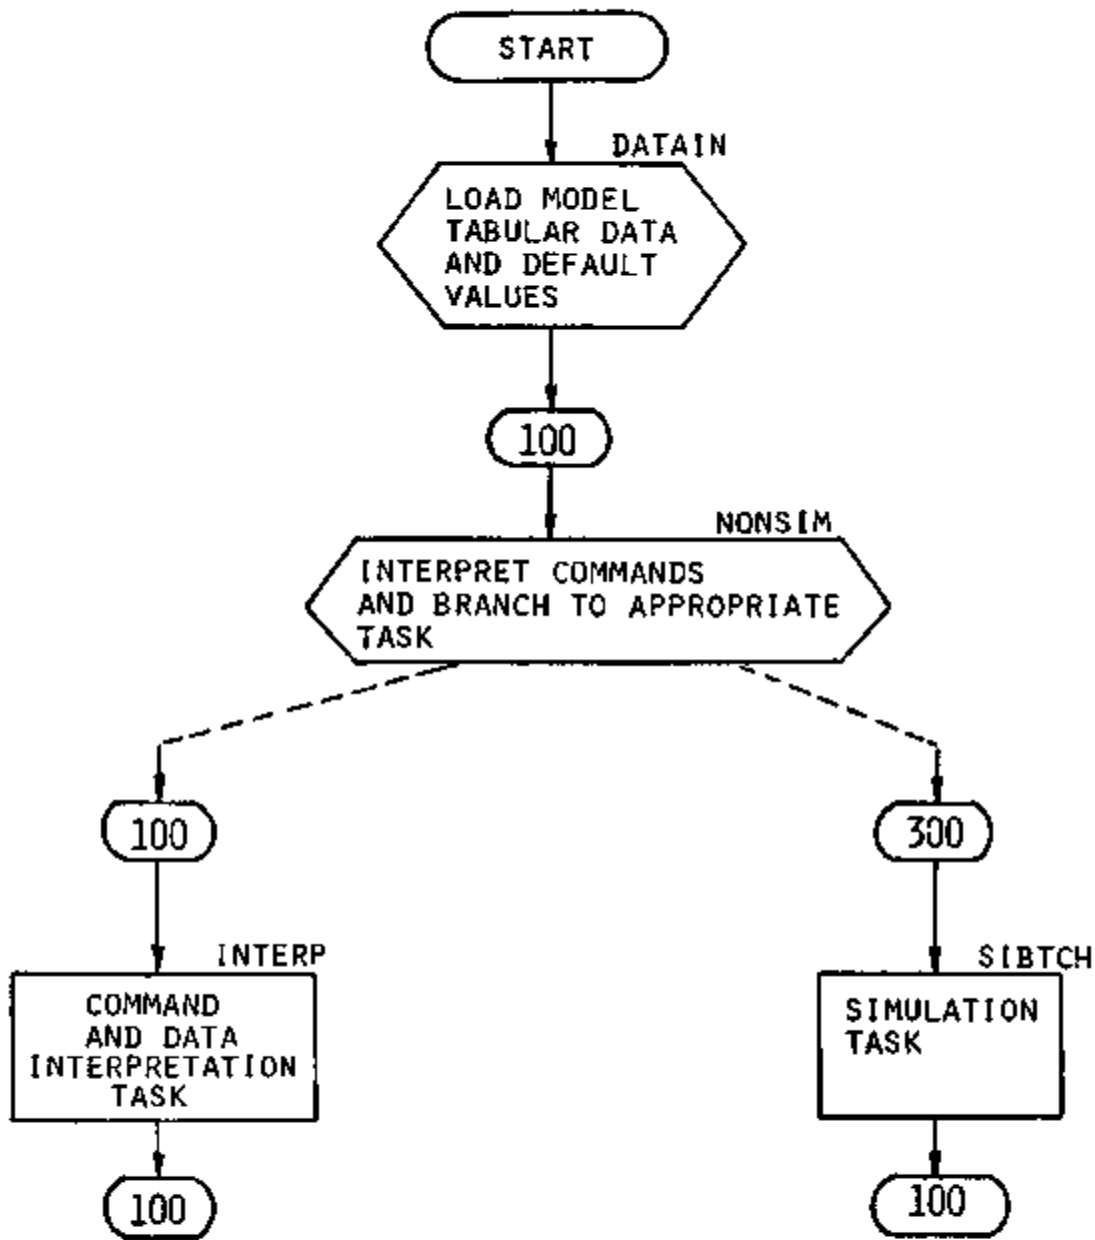 START
DATAIN
LOAD MODEL
TABULAR DATA
AND DEFAULT
VALUES
100
NONSIM
INTERPRET COMMANDS
AND BRANCH TO APPROPRIATE
TASK
100
300
INTERP
COMMAND
AND DATA
INTERPRETATION
TASK
SIBTCH
SIMULATION
TASK
100
100